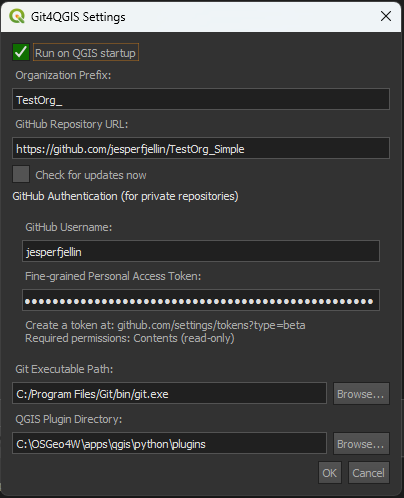 Git4QGIS Settings
Run on QGIS startup
Organization Prefix:
TestOrg_
GitHub Repository URL:
https://github.com/jesperfjellin/TestOrg_Simple
Check for updates now
GitHub Authentication (for private repositories)
GitHub Username:
jesperfjellin
Fine-grained Personal Access Token:
Create a token at: github.com/settings/tokens?type=beta
Required permissions: Contents (read-only)
Git Executable Path:
C:/Program Files/Git/bin/git.exe
Browse...
QGIS Plugin Directory:
C:\OSGeo4W\apps\qgis\python\plugins
Browse...
OK Cancel